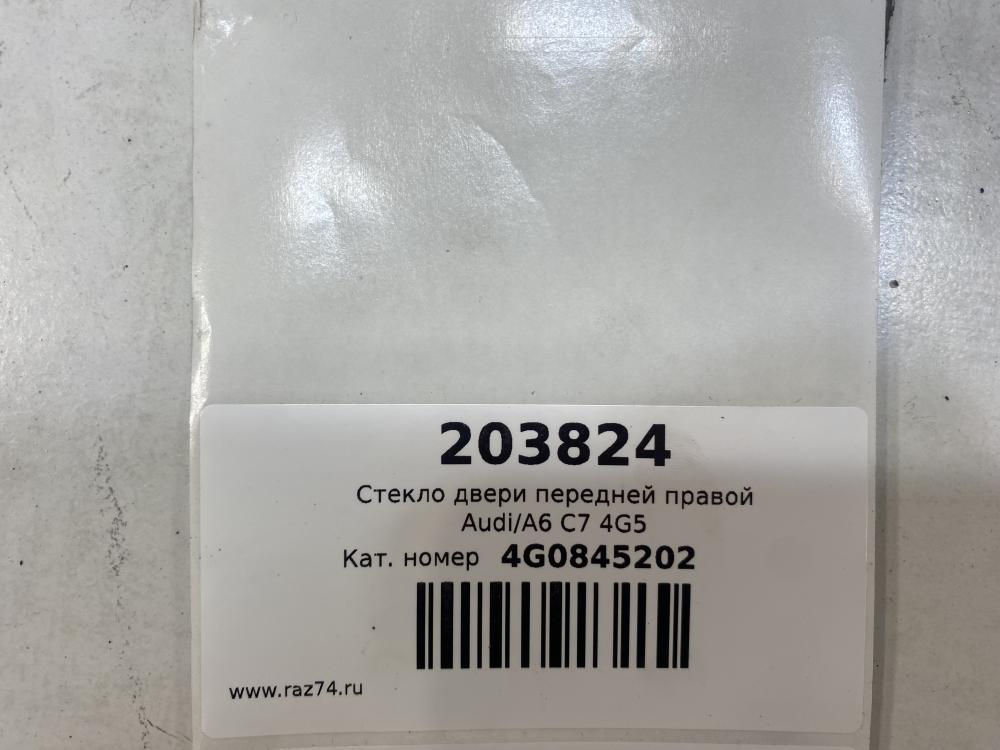 203824
Стекло двери передней правой
Audi/A6 C7 4G5
Кат. номер 4G0845202
www.raz74.ru